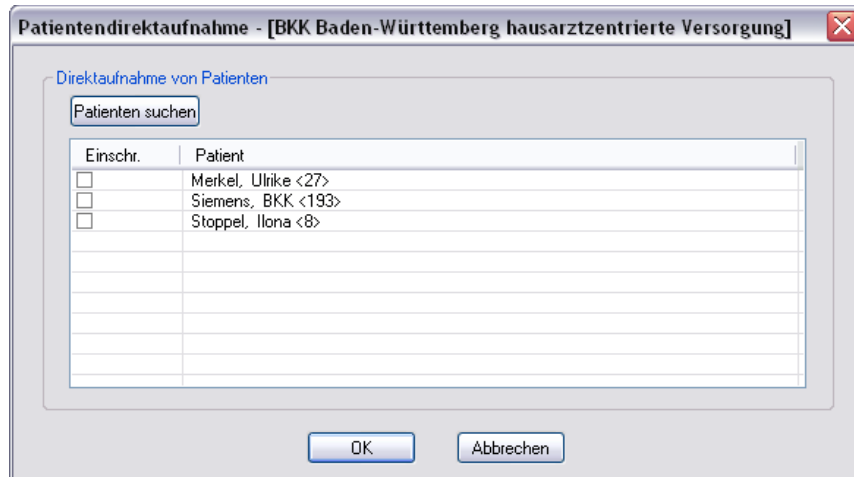 Patientendirektaufnahme - [BKK Baden-Württemberg hausarztzentrierte Versorgung]
Direktaufnahme von Patienten
Patienten suchen
Einschr. Patient
Merkel, Ulrike <27>
Siemens, BKK <193>
Stoppel, Ilona <8>
OK Abbrechen